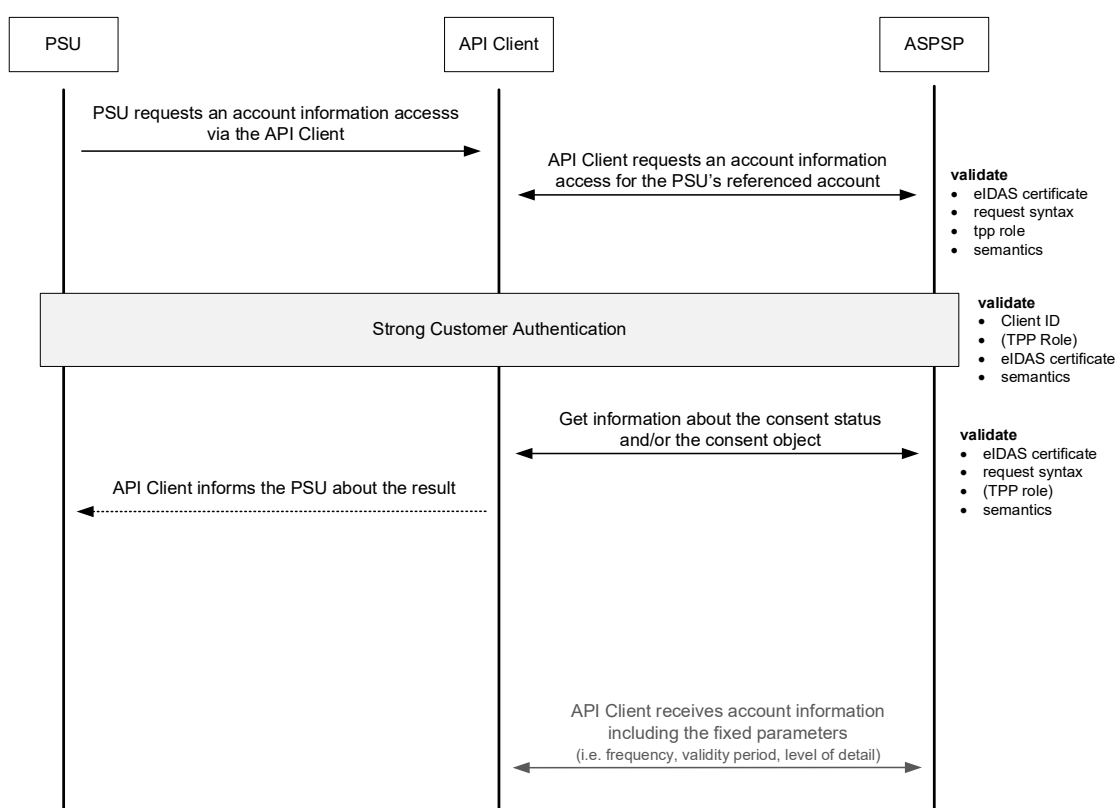 PSU
API Client
ASPSP
PSU requests an account information accesss
via the API Client
API Client requests an account information
access for the PSU's referenced account
validate
• eIDAS certificate
• request syntax
• tpp role
• semantics
Strong Customer Authentication
validate
• Client ID
• (TPP Role)
• eIDAS certificate
• semantics
Get information about the consent status
and/or the consent object
validate
• eIDAS certificate
• request syntax
• (TPP role)
• semantics
API Client informs the PSU about the result
API Client receives account information
including the fixed parameters
(i.e. frequency, validity period, level of detail)